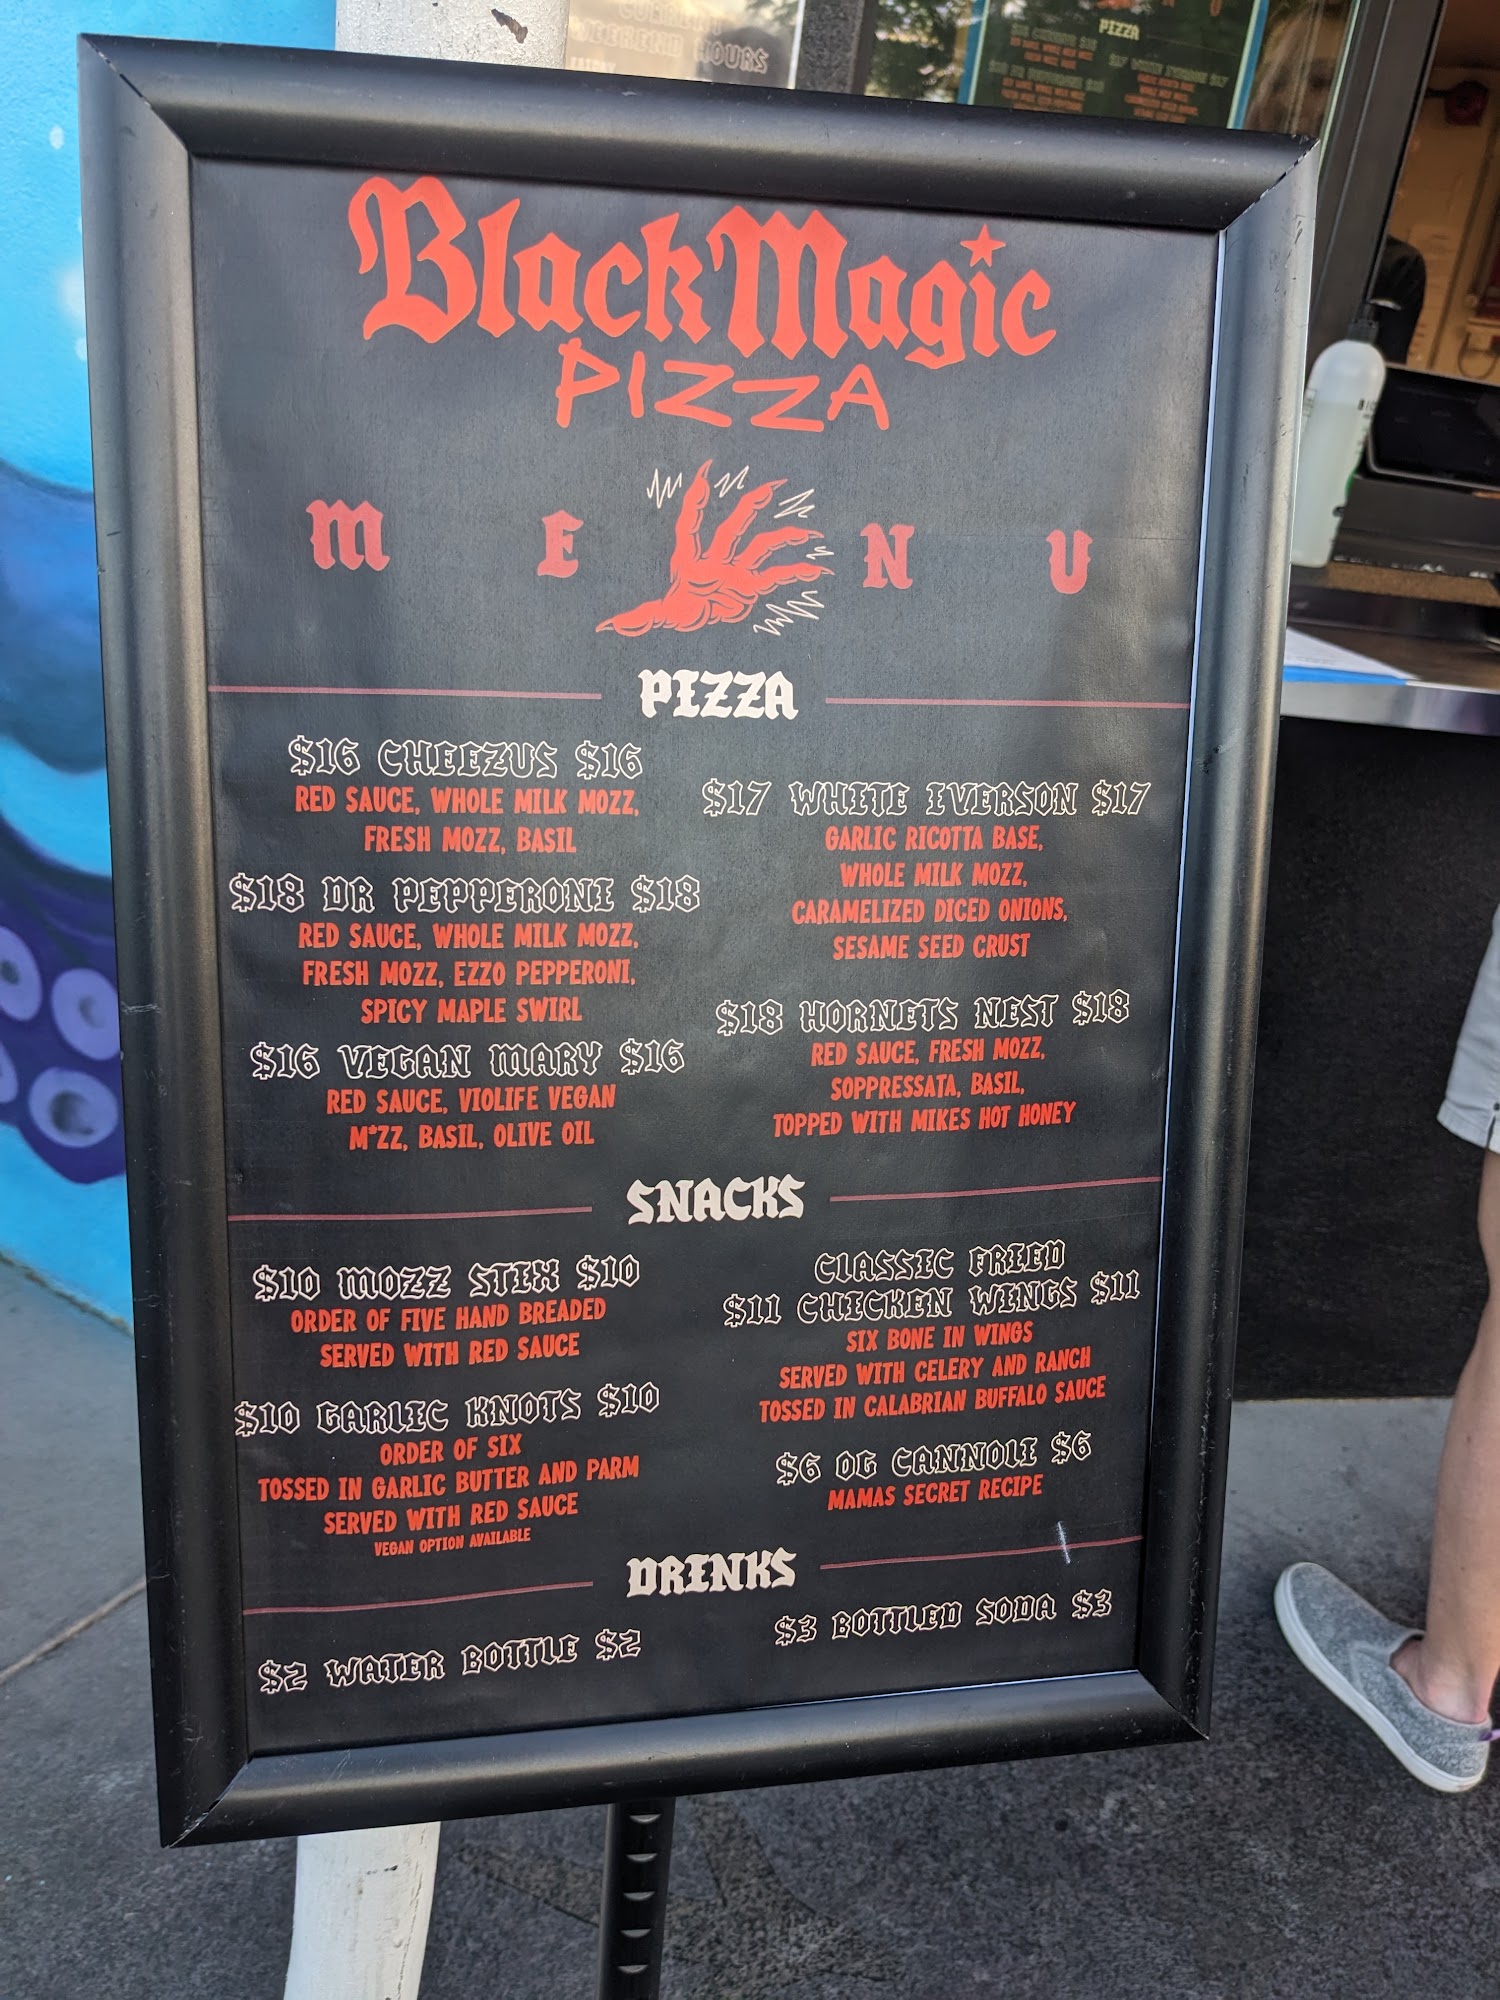 CURRENT
WEEKEND HOURS
PIZZA
Black Magic
PIZZA
MENU
PIZZA
$16 CHEEZUS $16
RED SAUCE, WHOLE MILK MOZZ,
FRESH MOZZ, BASIL
$18 DR PEPPERONI $18
RED SAUCE, WHOLE MILK MOZZ,
FRESH MOZZ, EZZO PEPPERONI,
SPICY MAPLE SWIRL
$16 VEGAN MARY $16
RED SAUCE, VIOLIFE VEGAN
M*ZZ, BASIL, OLIVE OIL
$17 WHITE IVERSON $17
GARLIC RICOTTA BASE,
WHOLE MILK MOZZ,
CARAMELIZED DICED ONIONS,
SESAME SEED CRUST
$18 HORNETS NEST $18
RED SAUCE, FRESH MOZZ,
SOPPRESSATA, BASIL,
TOPPED WITH MIKES HOT HONEY
SNACKS
$10 MOZZ STIX $10
ORDER OF FIVE HAND BREADED
SERVED WITH RED SAUCE
$10 GARLIC KNOTS $10
ORDER OF SIX
TOSSED IN GARLIC BUTTER AND PARM
SERVED WITH RED SAUCE
VEGAN OPTION AVAILABLE
CLASSIC FRIED
$11 CHICKEN WINGS $11
SIX BONE IN WINGS
SERVED WITH CELERY AND RANCH
TOSSED IN CALABRIAN BUFFALO SAUCE
$6 OG CANNOLI $6
MAMAS SECRET RECIPE
DRINKS
$2 WATER BOTTLE $2
$3 BOTTLED SODA $3